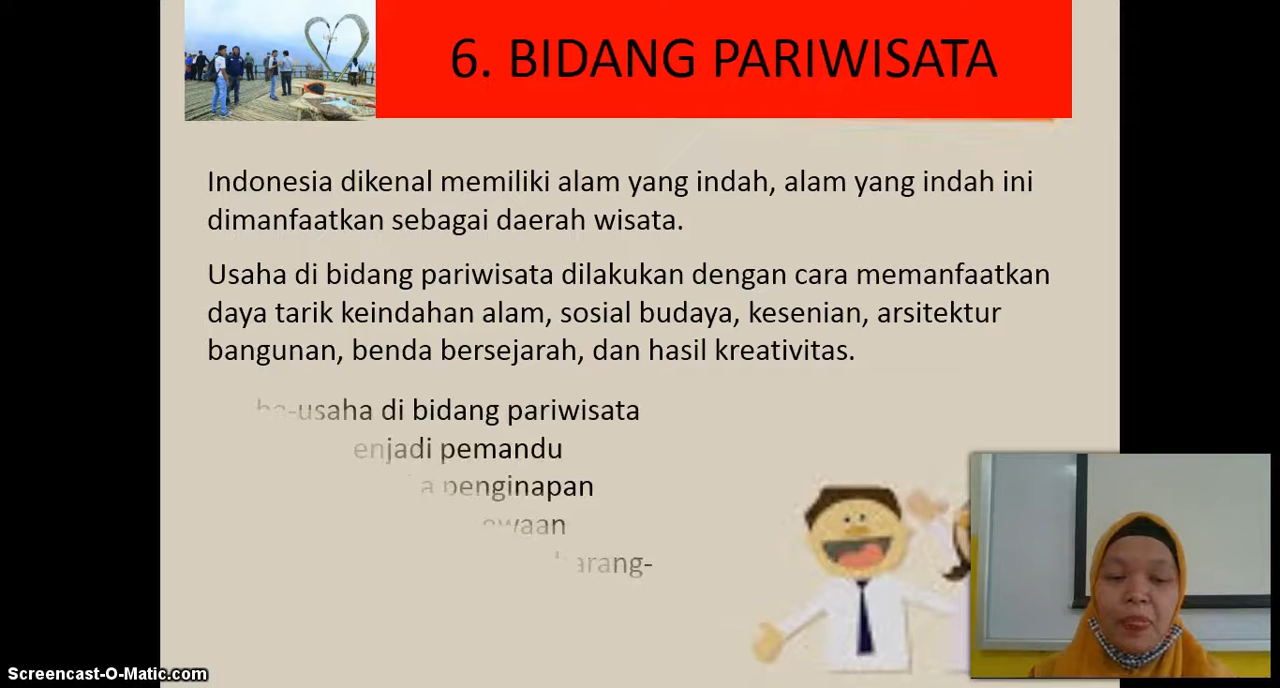 6. BIDANG PARIWISATA
Indonesia dikenal memiliki alam yang indah, alam yang indah ini
dimanfaatkan sebagai daerah wisata.
Usaha di bidang pariwisata dilakukan dengan cara memanfaatkan
daya tarik keindahan alam, sosial budaya, kesenian, arsitektur
bangunan, benda bersejarah, dan hasil kreativitas.
-usaha di bidang pariwisata
enjadi pemandu
a penginapan
ewaan
barang-
Screencast-O-Matic.com